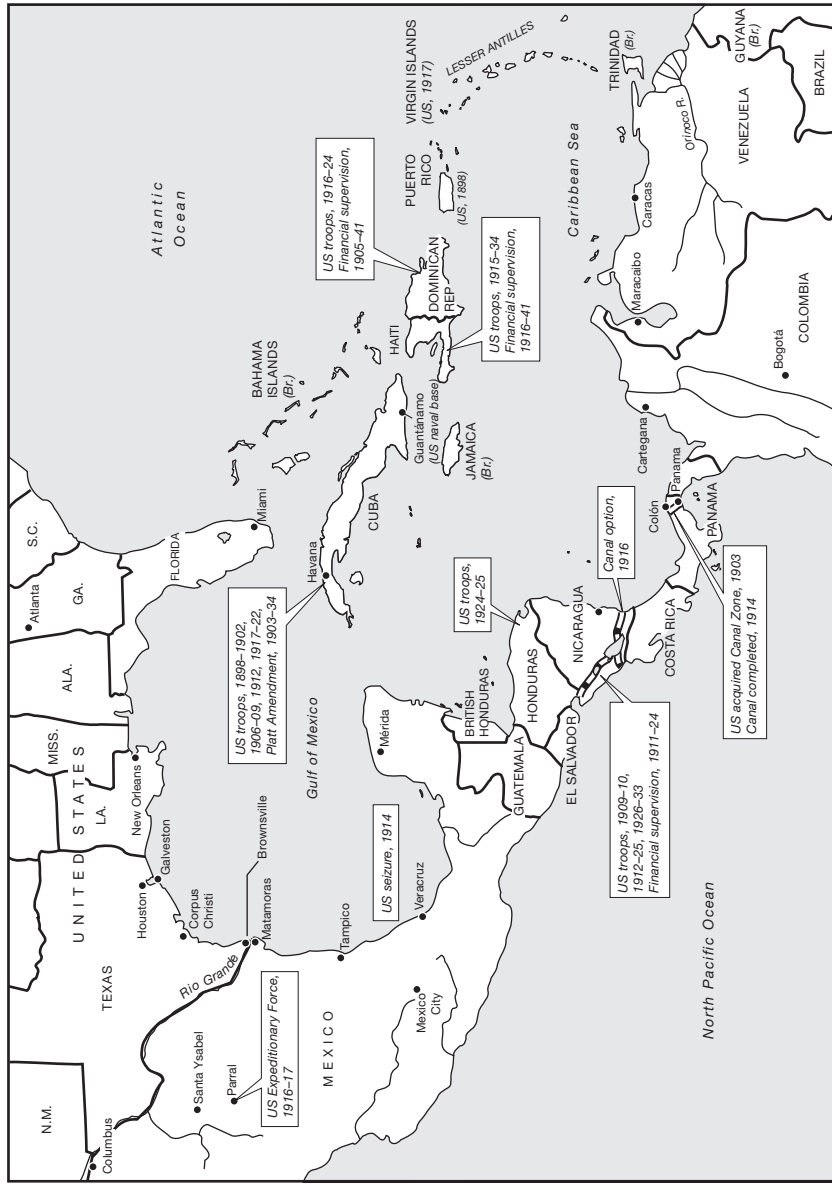 N.M.
Columbus
TEXAS
UNITED STATES
Houston
Galveston
Corpus
Christi
Brownsville
Matamoras
Rio Grande
Santa Ysabel
Parral
US Expeditionary Force,
1916–17
MEXICO
Tampico
Mexico
City
Veracruz
US seizure, 1914
LA.
New Orleans
MISS.
ALA.
GA.
Atlanta
S.C.
FLORIDA
Miami
Gulf of Mexico
Atlantic
Ocean
US troops, 1898–1902,
1906–09, 1912, 1917–22,
Platt Amendment, 1903–34
Havana
CUBA
Guantánamo
(US naval base)
BAHAMA
ISLANDS
(Br.)
JAMAICA
(Br.)
HAITI
DOMINICAN
REP
US troops, 1916–24
Financial supervision,
1905–41
US troops, 1915–34
Financial supervision,
1916–41
PUERTO
RICO
(US, 1898)
VIRGIN ISLANDS
(US, 1917)
LESSER ANTILLES
TRINIDAD
(Br.)
Caribbean Sea
Mérida
BRITISH
HONDURAS
GUATEMALA
HONDURAS
EL SALVADOR
US troops,
1924–25
NICARAGUA
Canal option,
1916
COSTA RICA
US troops, 1909–10,
1912–25, 1926–33
Financial supervision, 1911–24
Colón
Panama
PANAMA
US acquired Canal Zone, 1903
Canal completed, 1914
Cartegana
Maracaibo
Caracas
Orinoco R.
VENEZUELA
GUYANA
(Br.)
BRAZIL
Bogotá
COLOMBIA
North Pacific Ocean